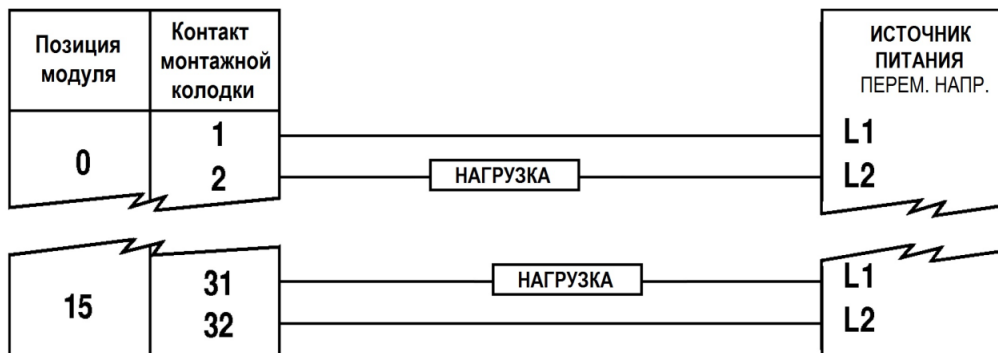 Позиция
модуля
Контакт
монтажной
колодки
ИСТОЧНИК
ПИТАНИЯ
ПЕРЕМ. НАПР.
0
1
L1
2
НАГРУЗКА
L2
15
31
НАГРУЗКА
L1
32
L2